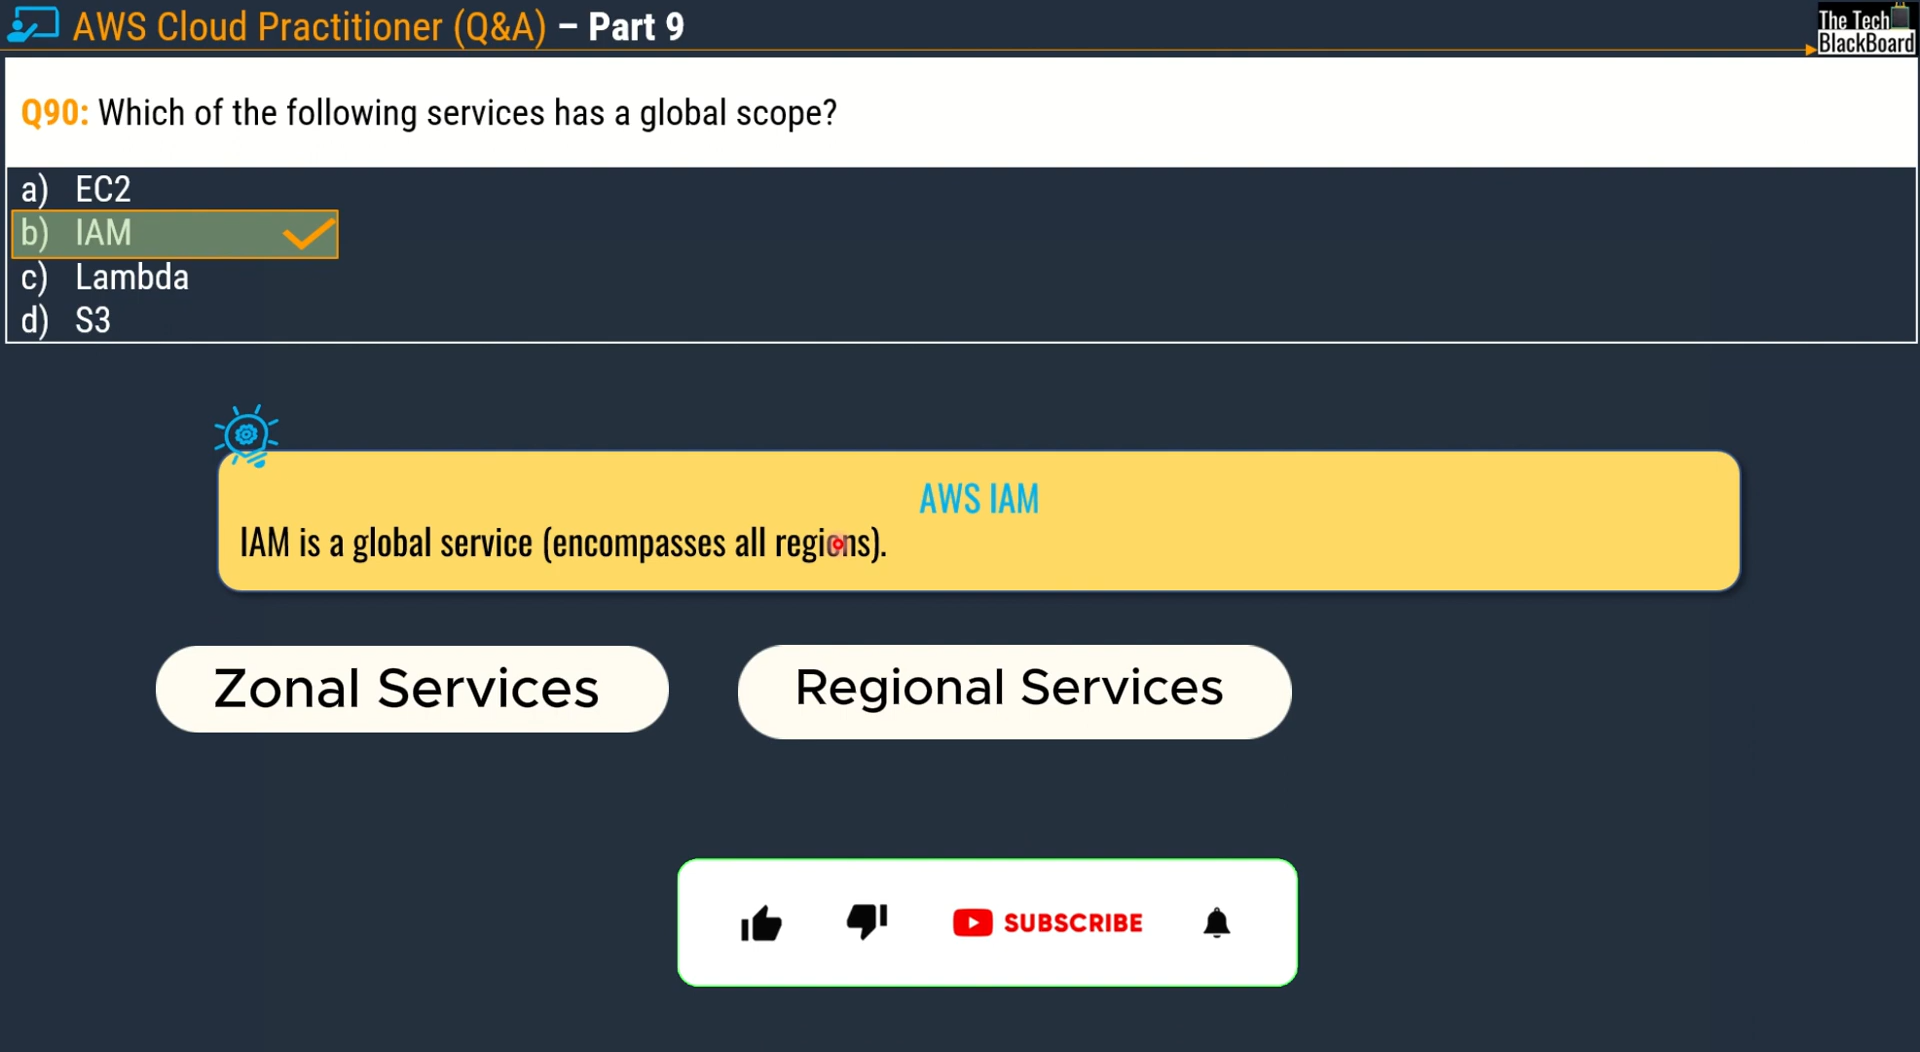 AWS Cloud Practitioner (Q&A) – Part 9
The Tech
BlackBoard
Q90: Which of the following services has a global scope?
a) EC2
b) IAM
c) Lambda
d) S3
AWS IAM
IAM is a global service (encompasses all regions).
Zonal Services
Regional Services
SUBSCRIBE